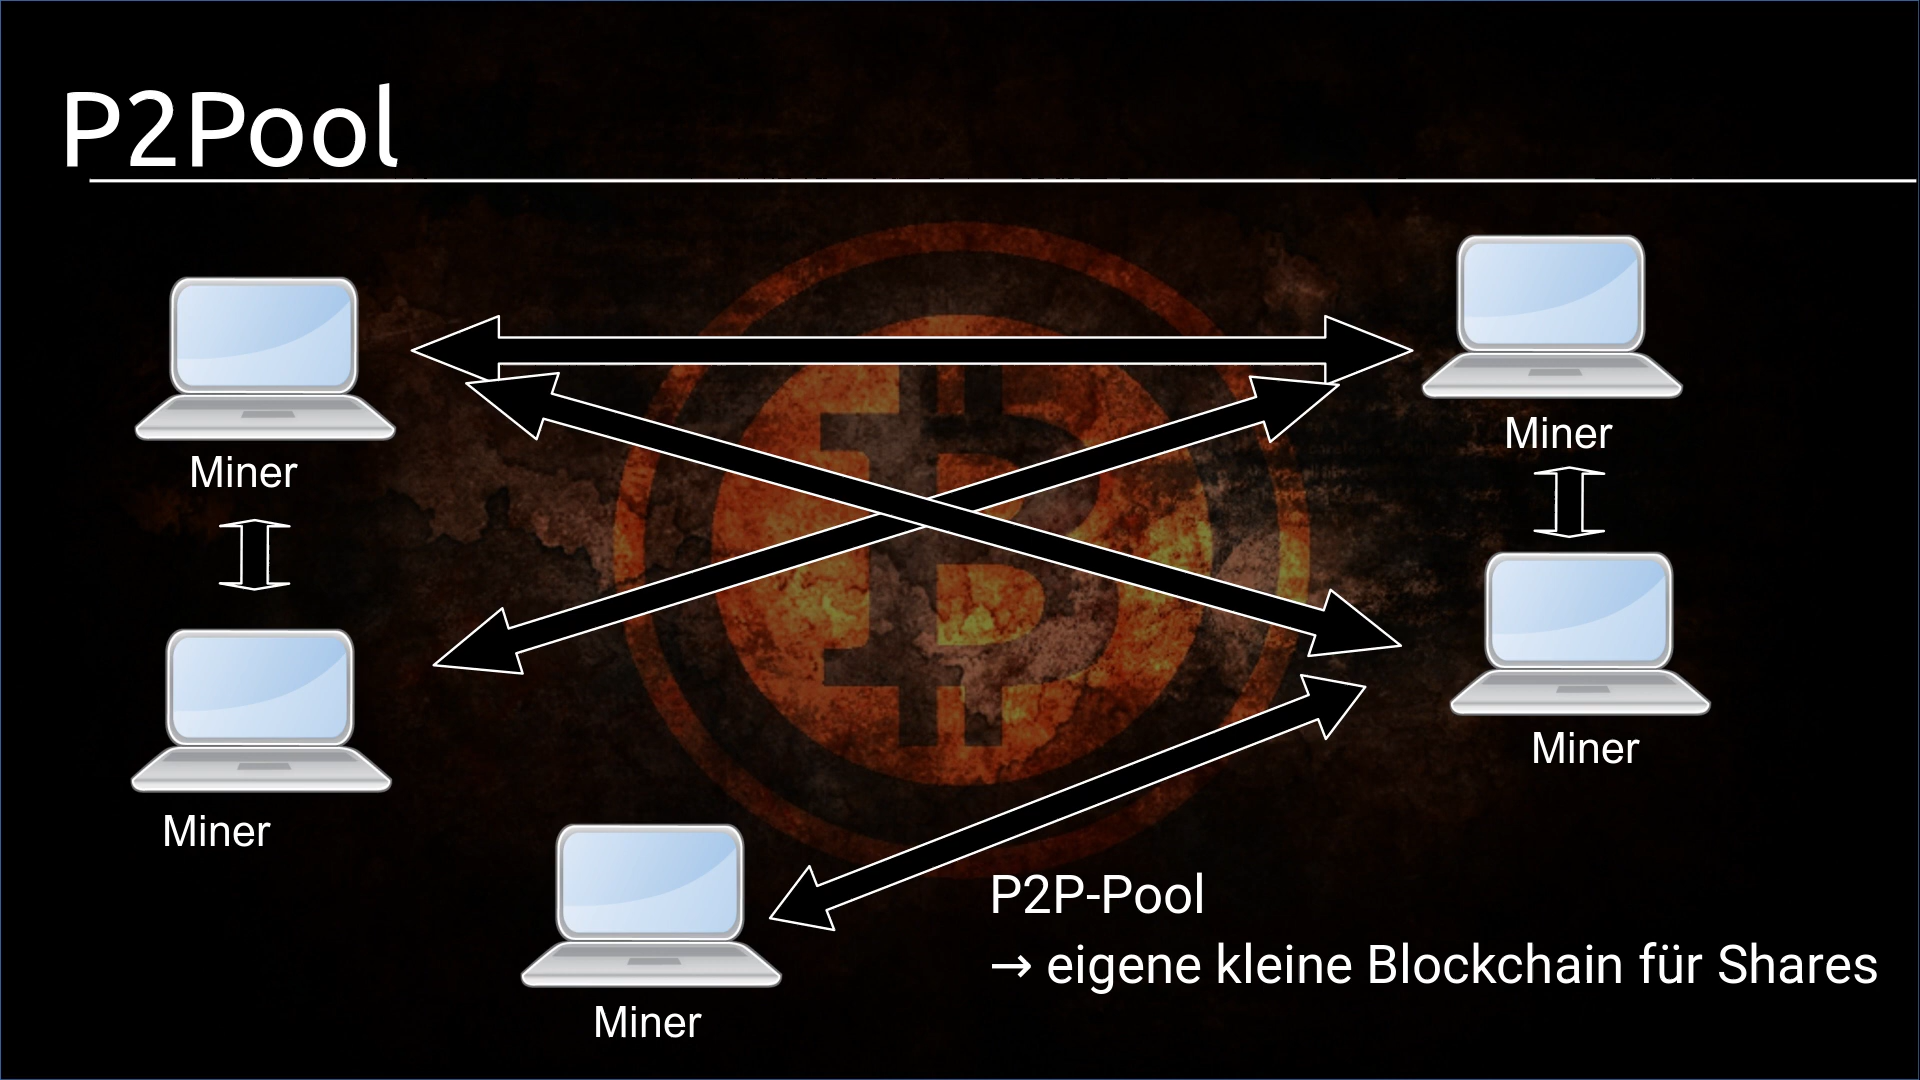 P2Pool
Miner
Miner
Miner
Miner
Miner
P2P-Pool
→ eigene kleine Blockchain für Shares